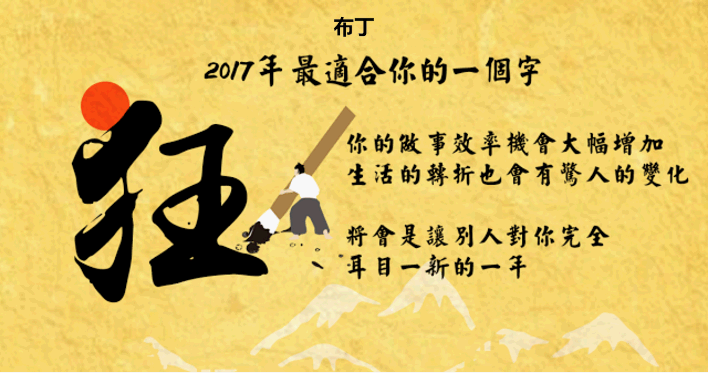 布丁
2017年 最適合你的一個字
狂
你的做事效率機會大幅增加
生活的轉折也會有驚人的變化
將會是讓別人對你完全
耳目一新的一年